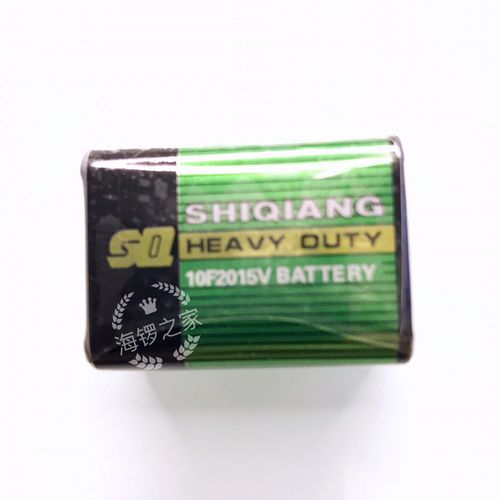 SHIQIANG
SQ HEAVY DUTY
10F2015V BATTERY
海锣之家